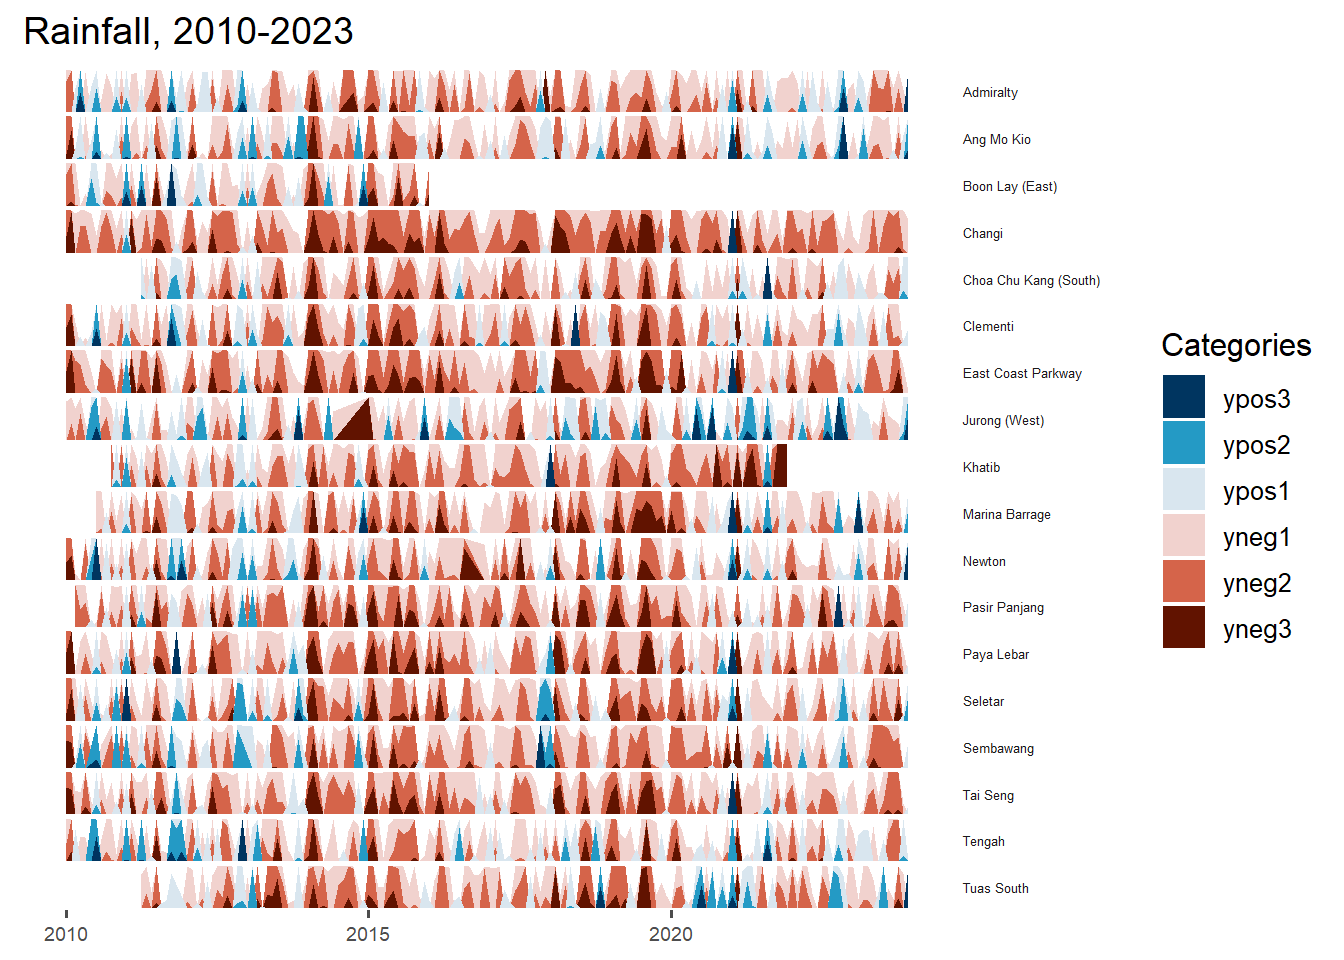 Rainfall, 2010-2023
Admiralty
Ang Mo Kio
Boon Lay (East)
Changi
Choa Chu Kang (South)
Clementi
East Coast Parkway
Jurong (West)
Khatib
Marina Barrage
Newton
Pasir Panjang
Paya Lebar
Seletar
Sembawang
Tai Seng
Tengah
Tuas South
2010 2015 2020
Categories
ypos3
ypos2
ypos1
yneg1
yneg2
yneg3